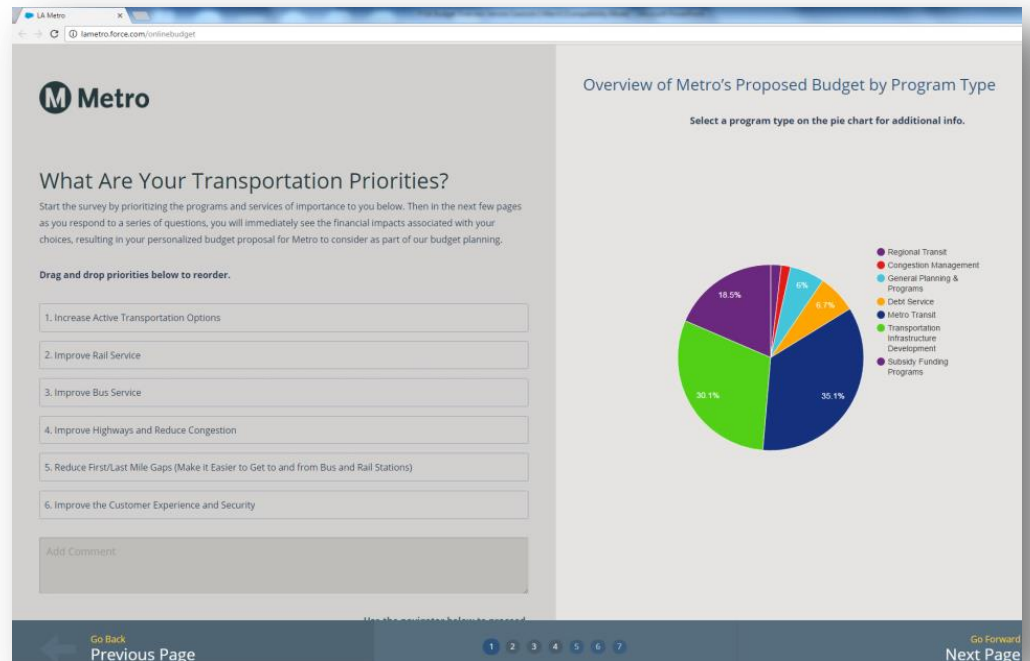 LA Metro
lametro.force.com/onlinebudget
M Metro
What Are Your Transportation Priorities?
Start the survey by prioritizing the programs and services of importance to you below. Then in the next few pages
as you respond to a series of questions, you will immediately see the financial impacts associated with your
choices, resulting in your personalized budget proposal for Metro to consider as part of our budget planning.
Drag and drop priorities below to reorder.
1. Increase Active Transportation Options
2. Improve Rail Service
3. Improve Bus Service
4. Improve Highways and Reduce Congestion
5. Reduce First/Last Mile Gaps (Make it Easier to Get to and from Bus and Rail Stations)
6. Improve the Customer Experience and Security
Add Comment
Use the navigator below to proceed
Overview of Metro's Proposed Budget by Program Type
Select a program type on the pie chart for additional info.
18.5%
6%
6.7%
30.1%
35.1%
Regional Transit
Congestion Management
General Planning &
Programs
Debt Service
Metro Transit
Transportation
Infrastructure
Development
Subsidy Funding
Programs
Go Back
Previous Page
1 2 3 4 5 6 7
Go Forward
Next Page